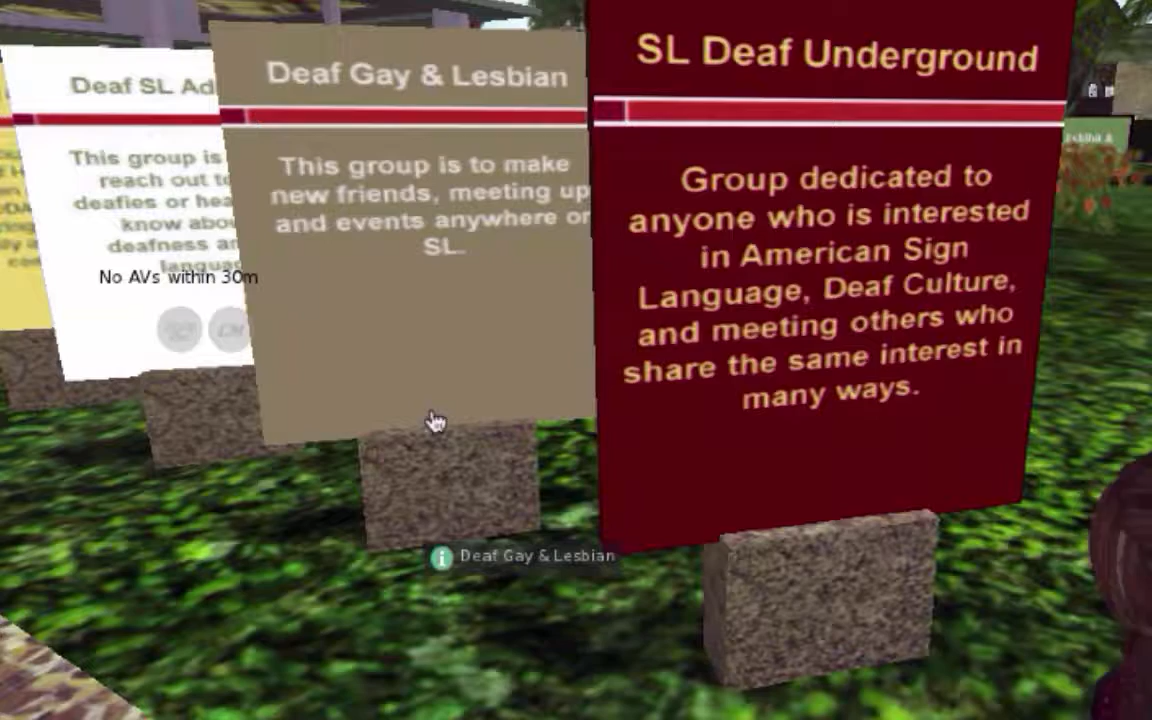 Deaf SL Ad
This group is
reach out to
deafies or hea
know abou
deafness an
languag
No AVs within 30m
Deaf Gay & Lesbian
This group is to make
new friends, meeting up
and events anywhere on
SL.
SL Deaf Underground
Group dedicated to
anyone who is interested
in American Sign
Language, Deaf Culture,
and meeting others who
share the same interest in
many ways.
Deaf Gay & Lesbian